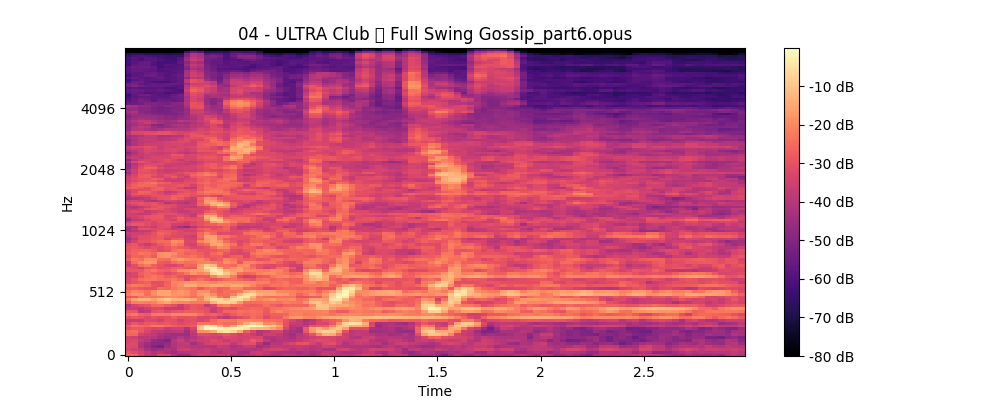 04 - ULTRA Club  Full Swing Gossip_part6.opus
Hz
4096
2048
1024
512
0
0
0.5
1
1.5
2
2.5
Time
-10 dB
-20 dB
-30 dB
-40 dB
-50 dB
-60 dB
-70 dB
-80 dB